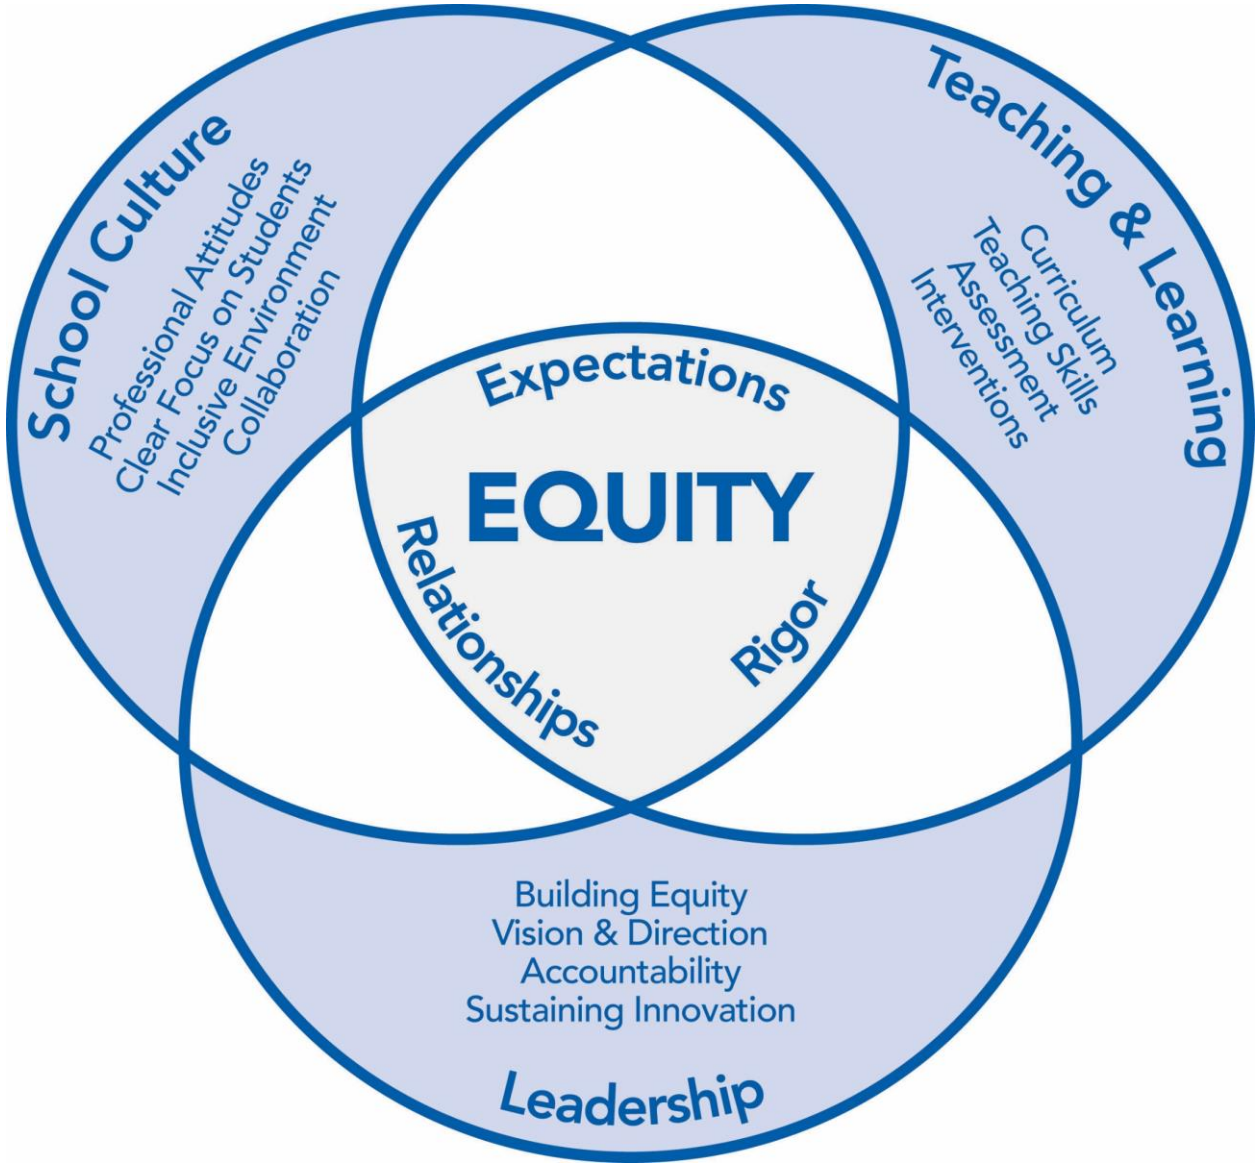 School Culture
Professional Attitudes
Clear Focus on Students
Inclusive Environment
Collaboration
Teaching & Learning
Curriculum
Teaching Skills
Assessment
Interventions
Expectations
EQUITY
Relationships
Rigor
Building Equity
Vision & Direction
Accountability
Sustaining Innovation
Leadership